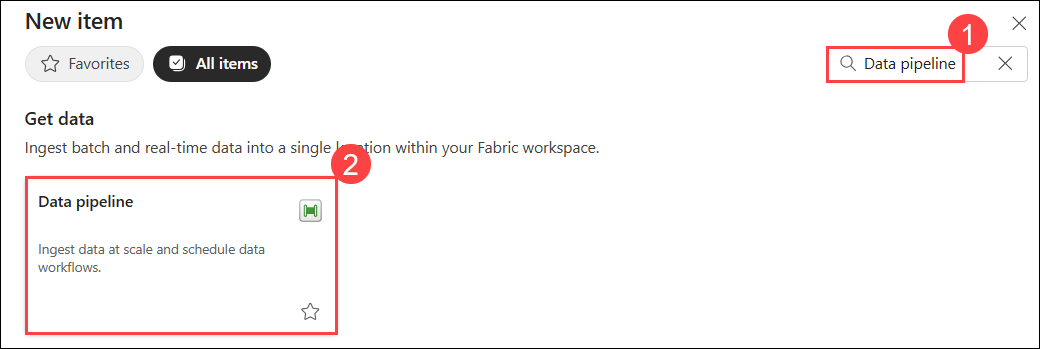 New item
1
Favorites
All items
Data pipeline
Get data
Ingest batch and real-time data into a single location within your Fabric workspace.
2
Data pipeline
Ingest data at scale and schedule data
workflows.